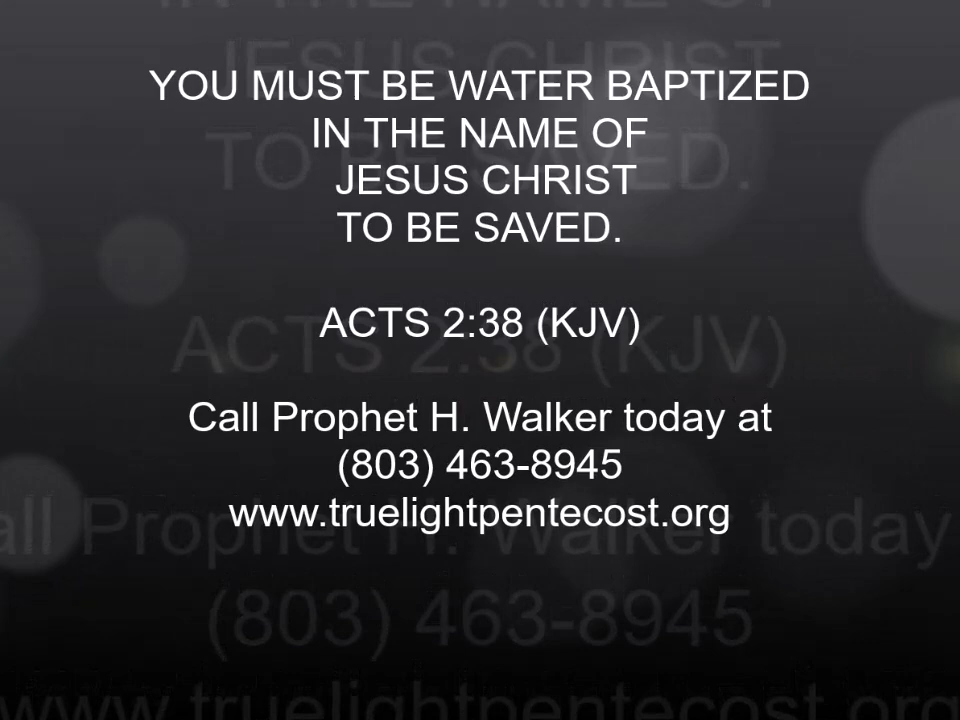 YOU MUST BE WATER BAPTIZED
IN THE NAME OF
JESUS CHRIST
TO BE SAVED.
ACTS 2:38 (KJV)
Call Prophet H. Walker today at
(803) 463-8945
www.truelightpentecost.org